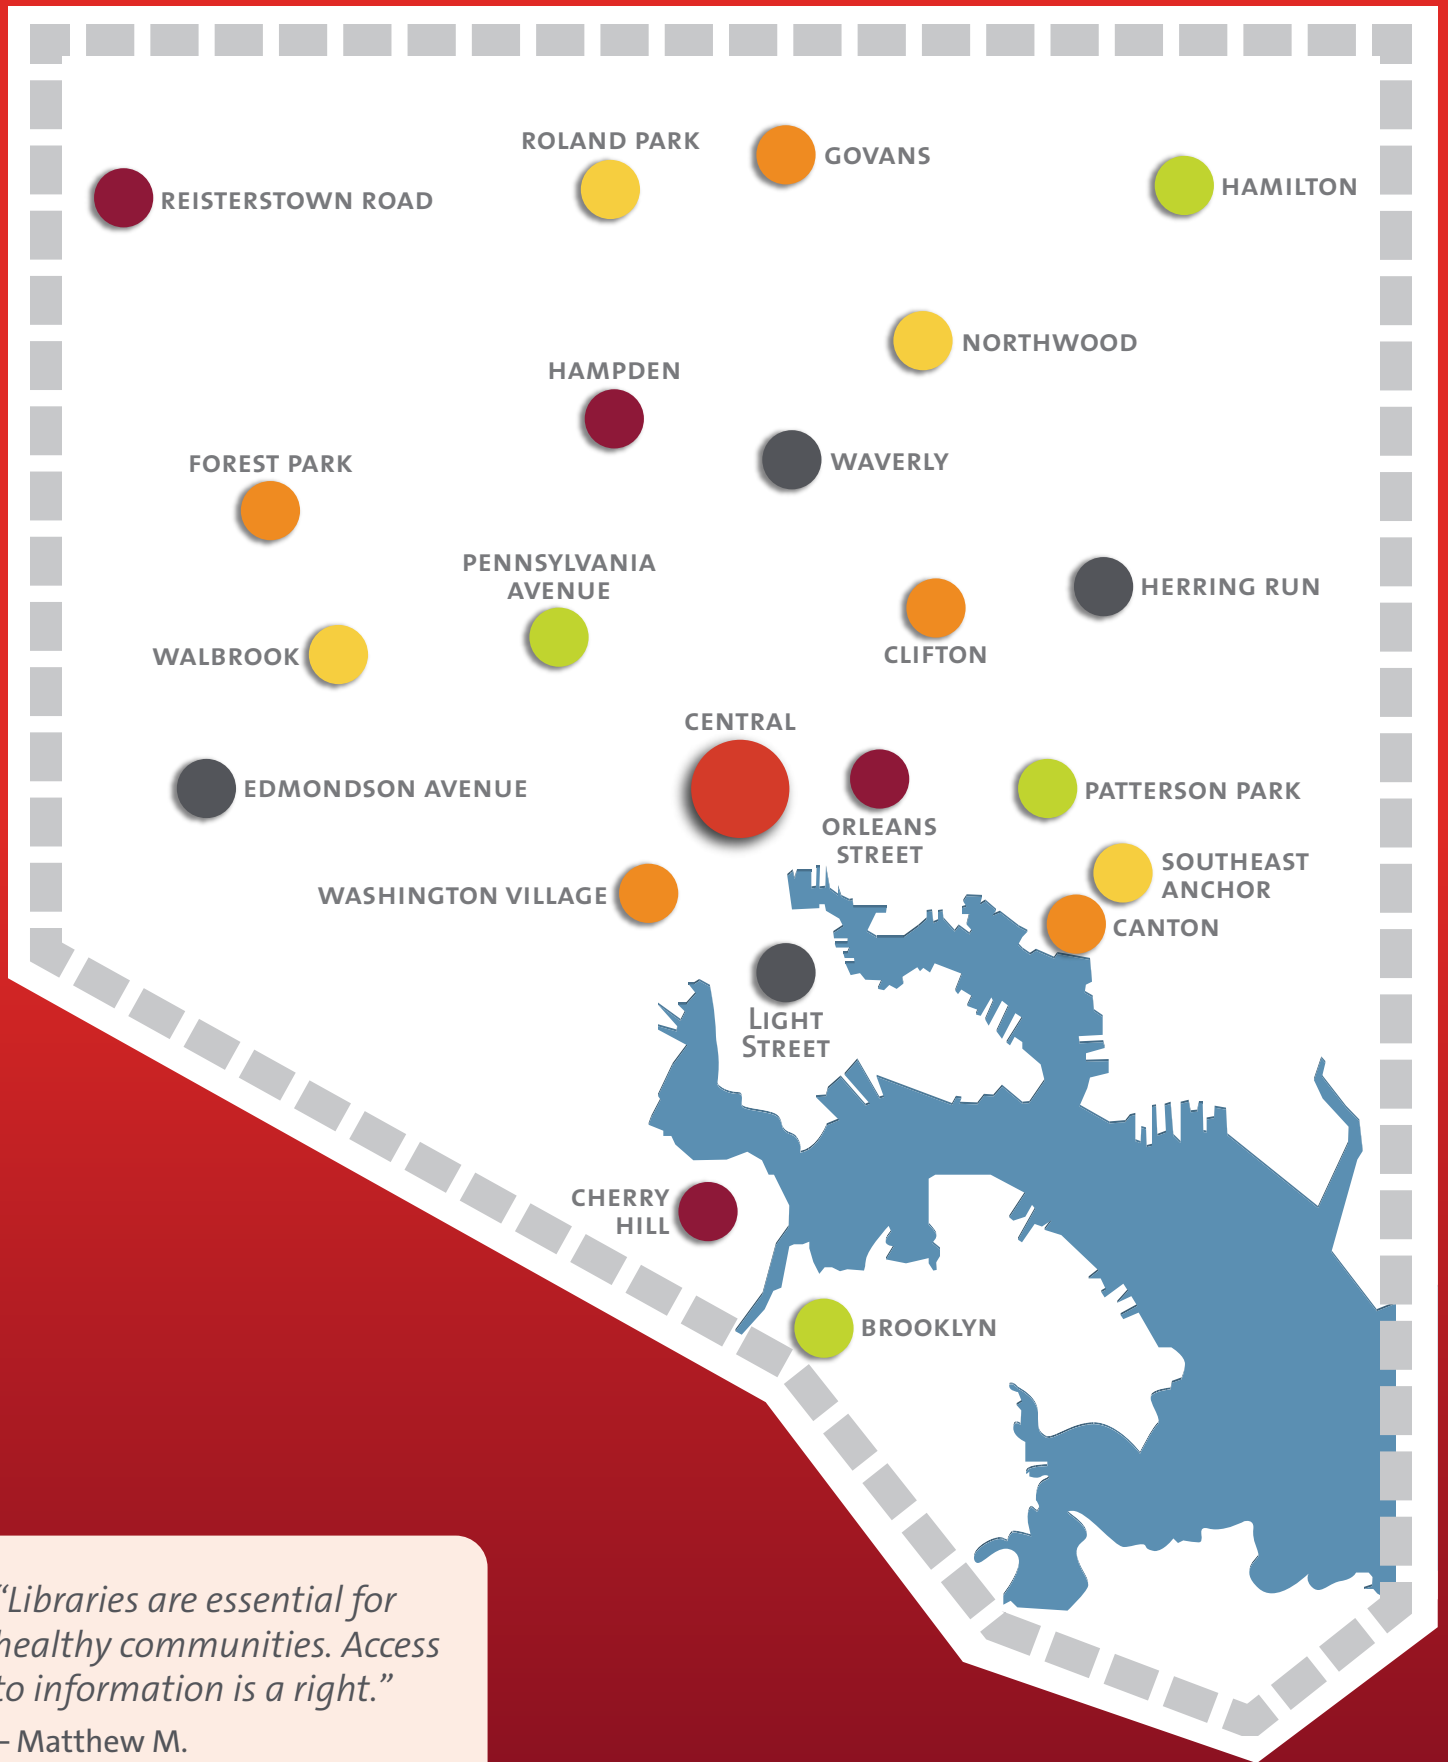 ROLAND PARK
GOVANS
HAMILTON
REISTERSTOWN ROAD
NORTHWOOD
HAMPDEN
WAVERLY
FOREST PARK
PENNSYLVANIA
AVENUE
HERRING RUN
CLIFTON
WALBROOK
CENTRAL
EDMONDSON AVENUE
PATTERSON PARK
ORLEANS
STREET
SOUTHEAST
ANCHOR
WASHINGTON VILLAGE
CANTON
LIGHT
STREET
CHERRY
HILL
BROOKLYN
“Libraries are essential for
healthy communities. Access
to information is a right.”
– Matthew M.